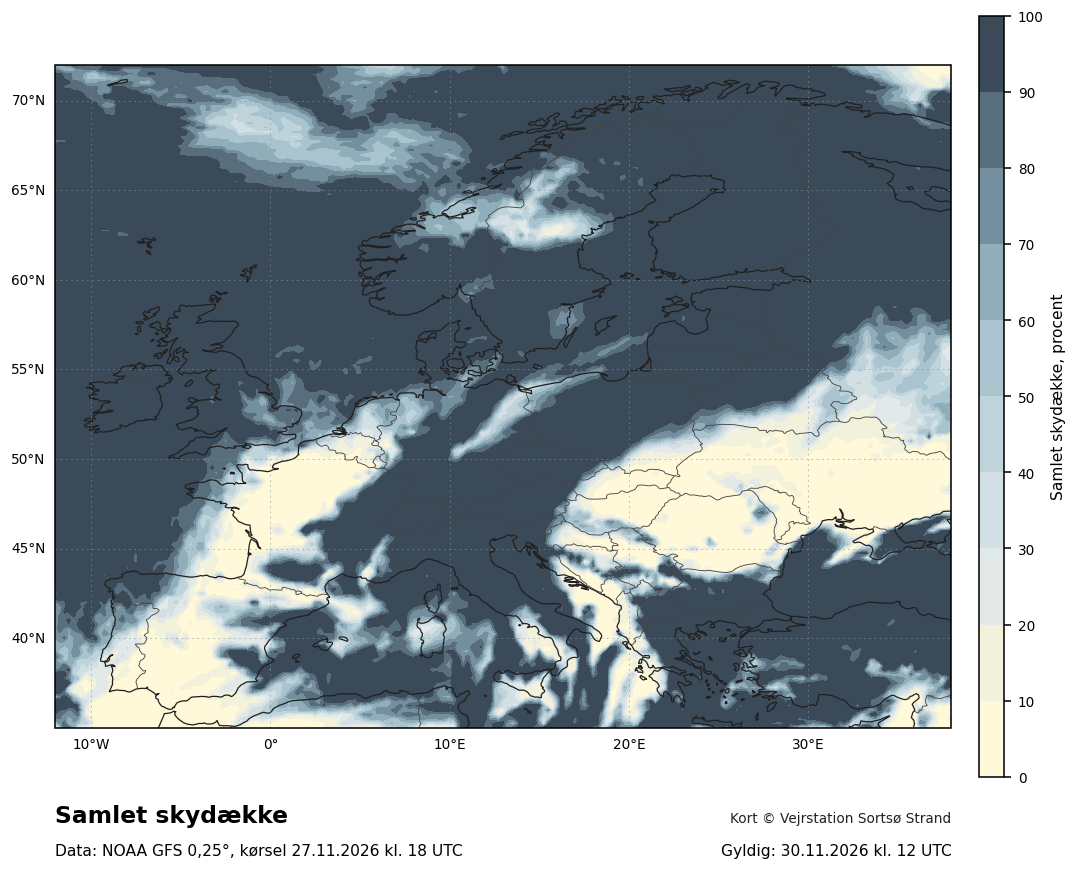 70°N
65°N
60°N
55°N
50°N
45°N
40°N
10°W
0°
10°E
20°E
30°E
100
90
80
70
60
50
40
30
20
10
0
Samlet skydække, procent
Samlet skydække
Kort © Vejrstation Sortsø Strand
Data: NOAA GFS 0,25°, kørsel 27.11.2026 kl. 18 UTC
Gyldig: 30.11.2026 kl. 12 UTC